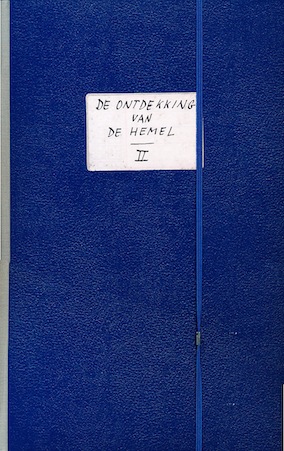 DE ONTDEKKING
VAN
DE HEMEL
II